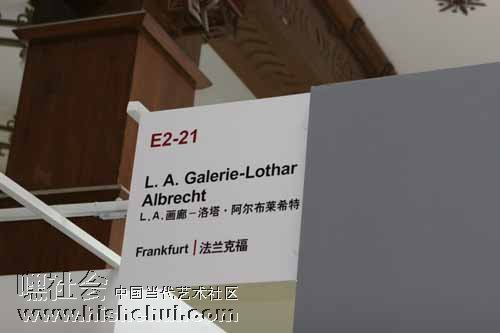 E2-21
L. A. Galerie-Lothar
Albrecht
L.A.画廊-洛塔·阿尔布莱希特
Frankfurt | 法兰克福
嘿社会 中国当代艺术社区
www.hishehui.com